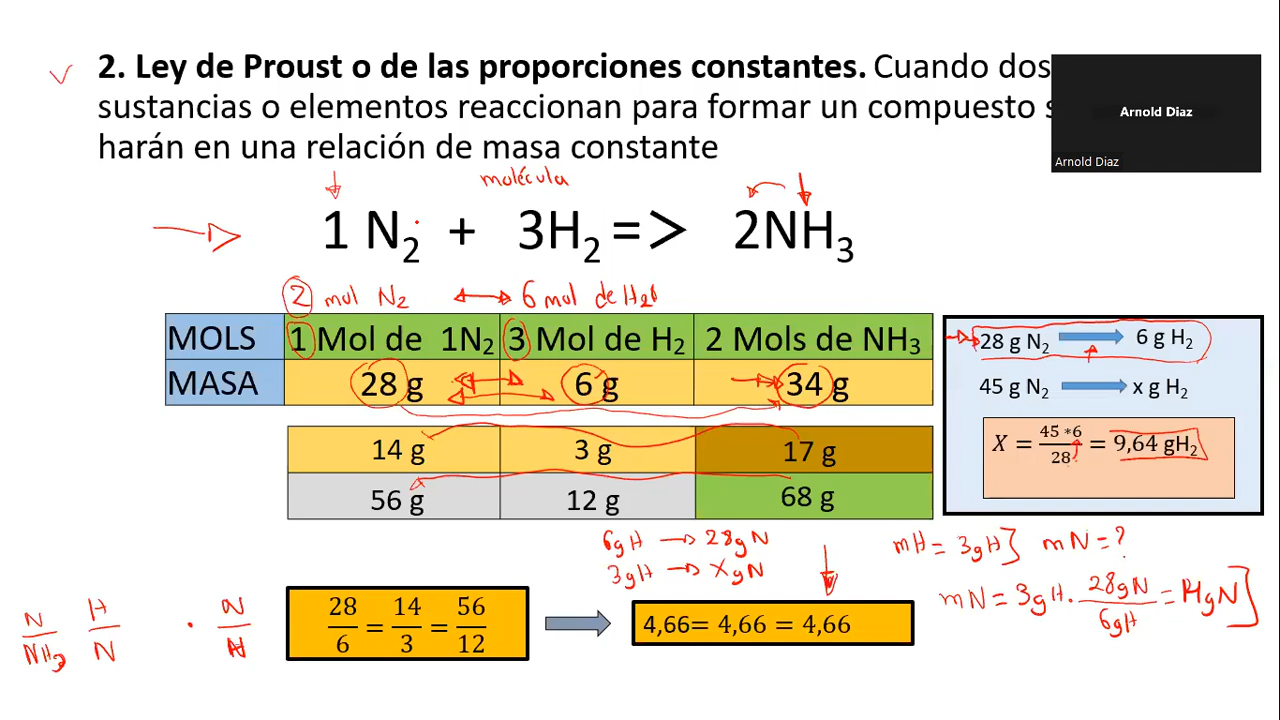 2. Ley de Proust o de las proporciones constantes. Cuando dos
sustancias o elementos reaccionan para formar un compuesto s
harán en una relación de masa constante
Arnold Diaz
Arnold Diaz
molécula
1 N₂ + 3H₂ => 2NH₃
2 mol N₂ 6 mol de H₂
MOLS 1 Mol de 1N₂ 3 Mol de H₂ 2 Mols de NH₃
MASA 28 g 6 g 34 g
14 g 3 g 17 g
56 g 12 g 68 g
28 g N₂ 6 g H₂
45 g N₂ x g H₂
X = 45 *6 / 28 = 9,64 gH₂
6gH → 28gN
3gH → XgN
mH = 3gH] mN = ?
mN = 3gH · 28gN / 6gH = 14gN]
N / NH₃ H / N · N
28/6 = 14/3 = 56/12
4,66= 4,66 = 4,66